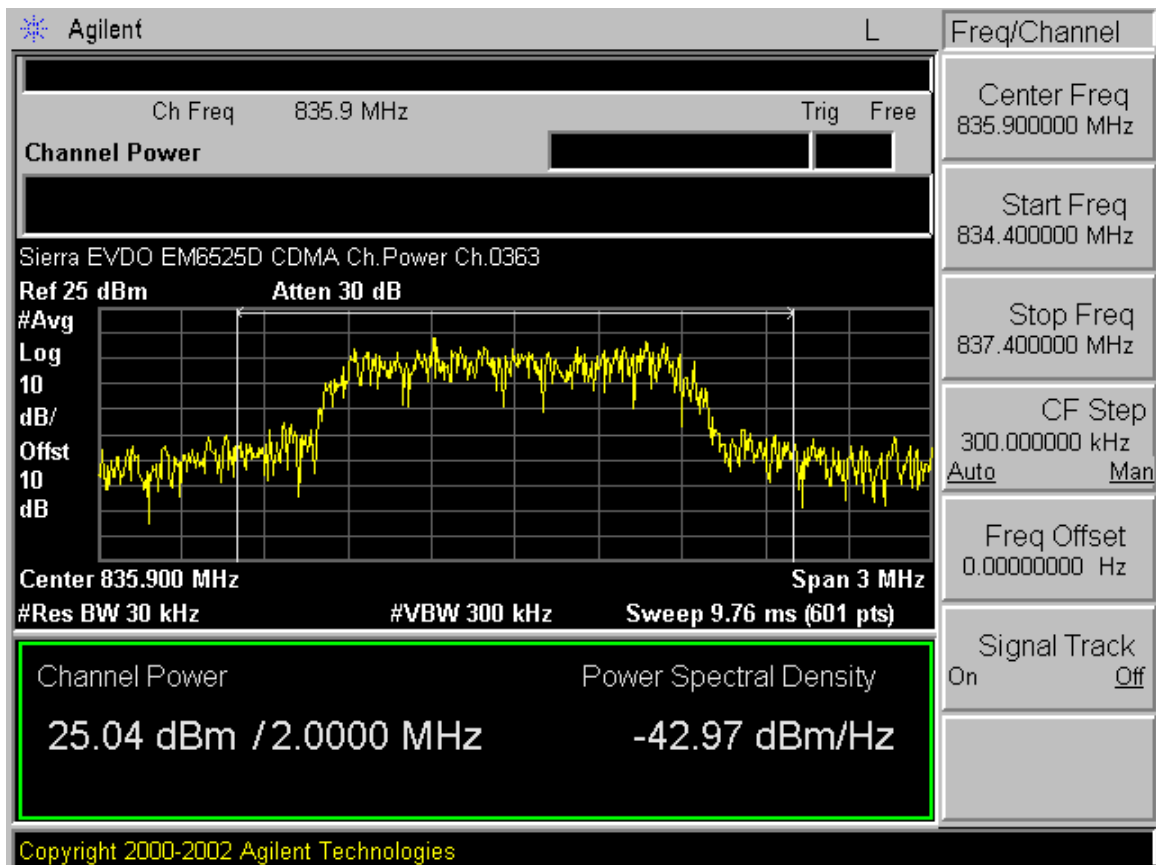 Agilent L
Freq/Channel
Ch Freq 835.9 MHz Trig Free
Channel Power
Sierra EVDO EM6525D CDMA Ch.Power Ch.0363
Ref 25 dBm Atten 30 dB
#Avg
Log
10
dB/
Offst
10
dB
Center 835.900 MHz Span 3 MHz
#Res BW 30 kHz #VBW 300 kHz Sweep 9.76 ms (601 pts)
Channel Power Power Spectral Density
25.04 dBm / 2.0000 MHz -42.97 dBm/Hz
Copyright 2000-2002 Agilent Technologies
Center Freq
835.900000 MHz
Start Freq
834.400000 MHz
Stop Freq
837.400000 MHz
CF Step
300.000000 kHz
Auto Man
Freq Offset
0.00000000 Hz
Signal Track
On Off